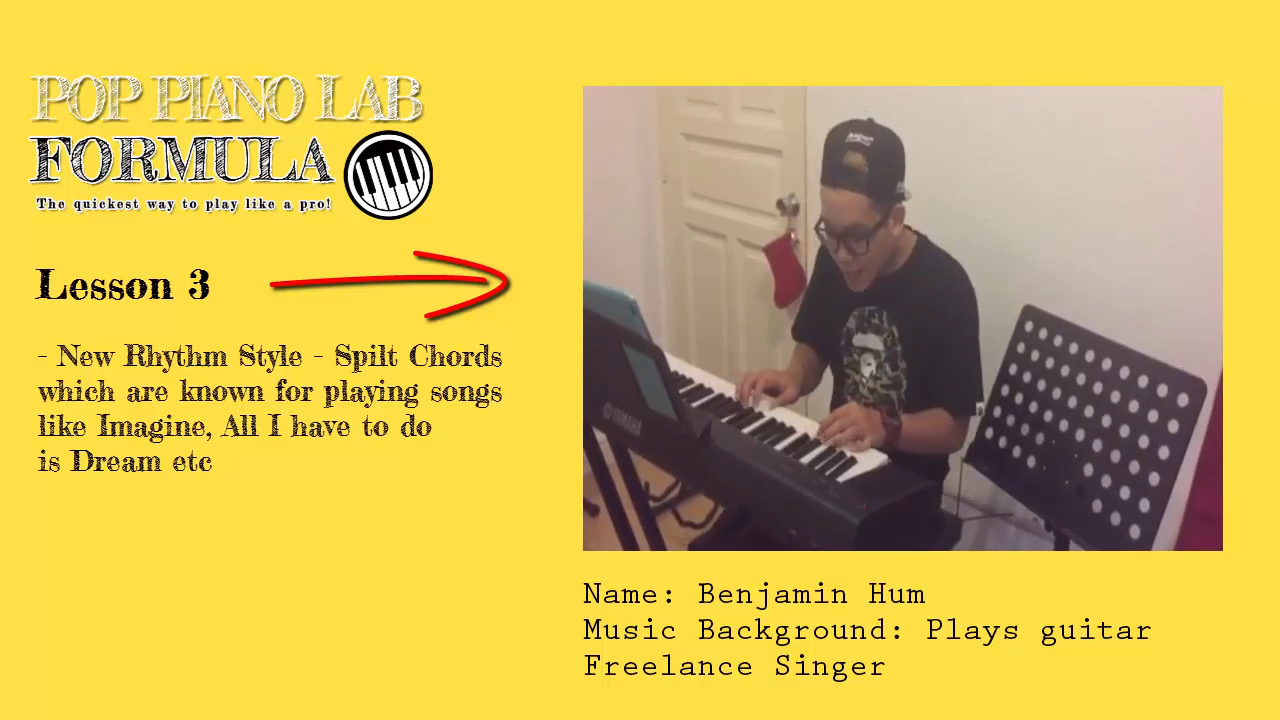 POP PIANO LAB
FORMULA
The quickest way to play like a pro!
Lesson 3
- New Rhythm Style - Spilt Chords
which are known for playing songs
like Imagine, All I have to do
is Dream etc
YAMAHA
Name: Benjamin Hum
Music Background: Plays guitar
Freelance Singer